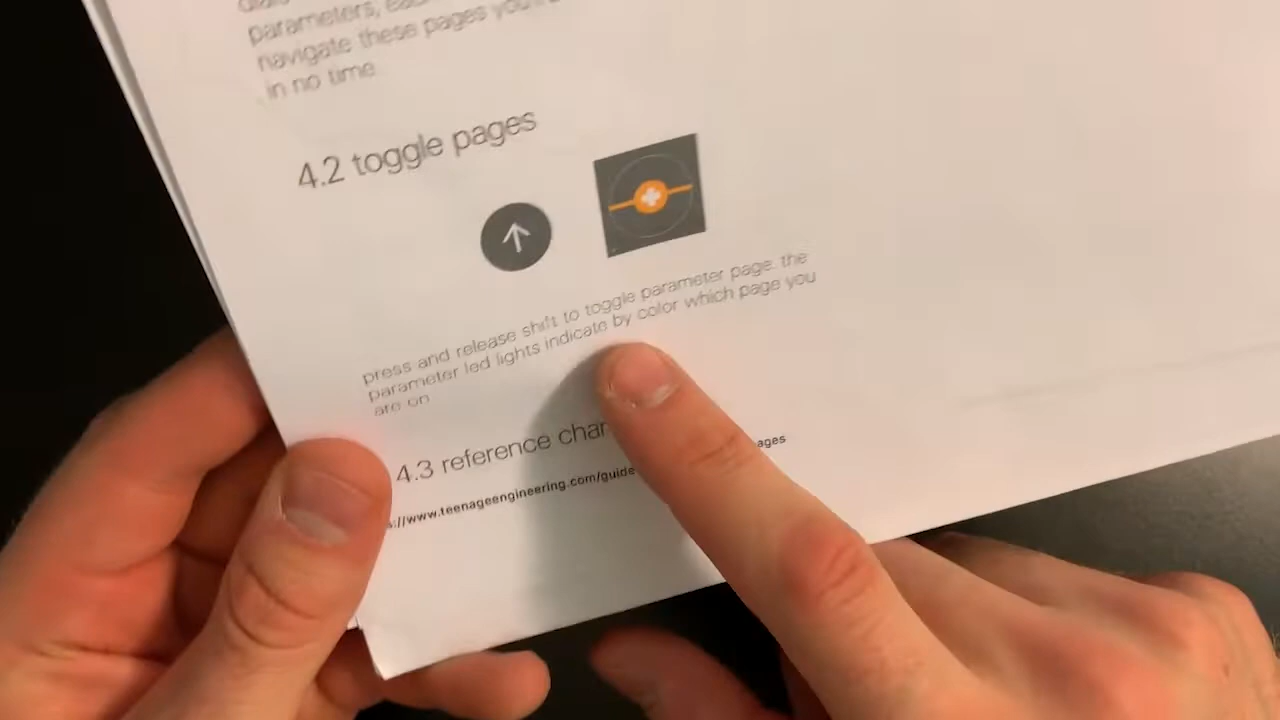 parameters,
navigate these pages you'll
in no time.
4.2 toggle pages
press and release shift to toggle parameter page. the
parameter led lights indicate by color which page you
are on
4.3 reference char
://www.teenageengineering.com/guide
ages